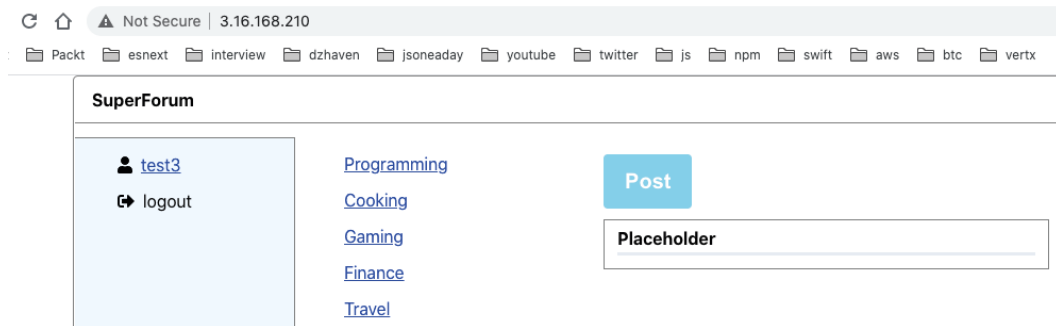 Not Secure | 3.16.168.210
Packt esnext interview dzhaven jsoneaday youtube twitter js npm swift aws btc vertx
SuperForum
test3
logout
Programming
Cooking
Gaming
Finance
Travel
Post
Placeholder